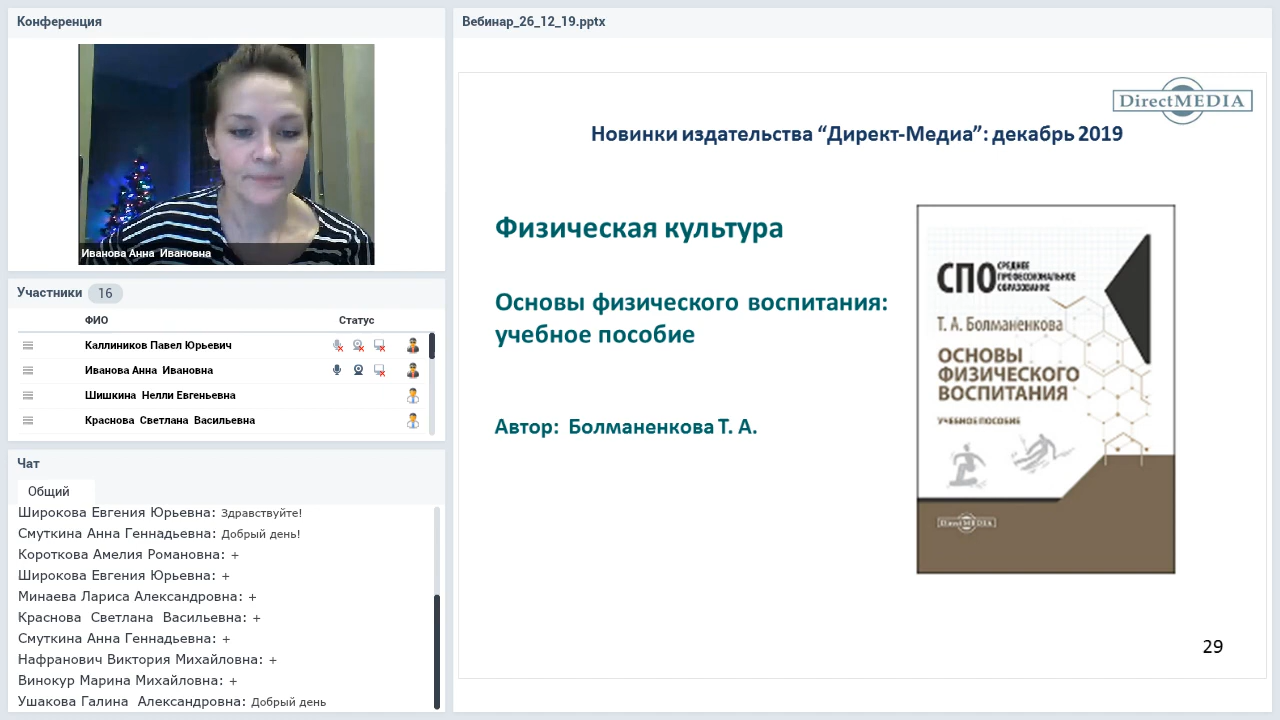 Конференция
Иванова Анна Ивановна
Участники 16
ФИО Статус
Каллиников Павел Юрьевич
Иванова Анна Ивановна
Шишкина Нелли Евгеньевна
Краснова Светлана Васильевна
Чат
Общий
Широкова Евгения Юрьевна: Здравствуйте!
Смуткина Анна Геннадьевна: Добрый день!
Короткова Амелия Романовна: +
Широкова Евгения Юрьевна: +
Минаева Лариса Александровна: +
Краснова Светлана Васильевна: +
Смуткина Анна Геннадьевна: +
Нафранович Виктория Михайловна: +
Винокур Марина Михайловна: +
Ушакова Галина Александровна: Добрый день
Вебинар_26_12_19.pptx
DirectMEDIA
Новинки издательства “Директ-Медиа”: декабрь 2019
Физическая культура
Основы физического воспитания:
учебное пособие
Автор: Болманенкова Т. А.
СПО
СРЕДНЕЕ
ПРОФЕССИОНАЛЬНОЕ
ОБРАЗОВАНИЕ
Т. А. Болманенкова
ОСНОВЫ
ФИЗИЧЕСКОГО
ВОСПИТАНИЯ
УЧЕБНОЕ ПОСОБИЕ
DirectMEDIA
29